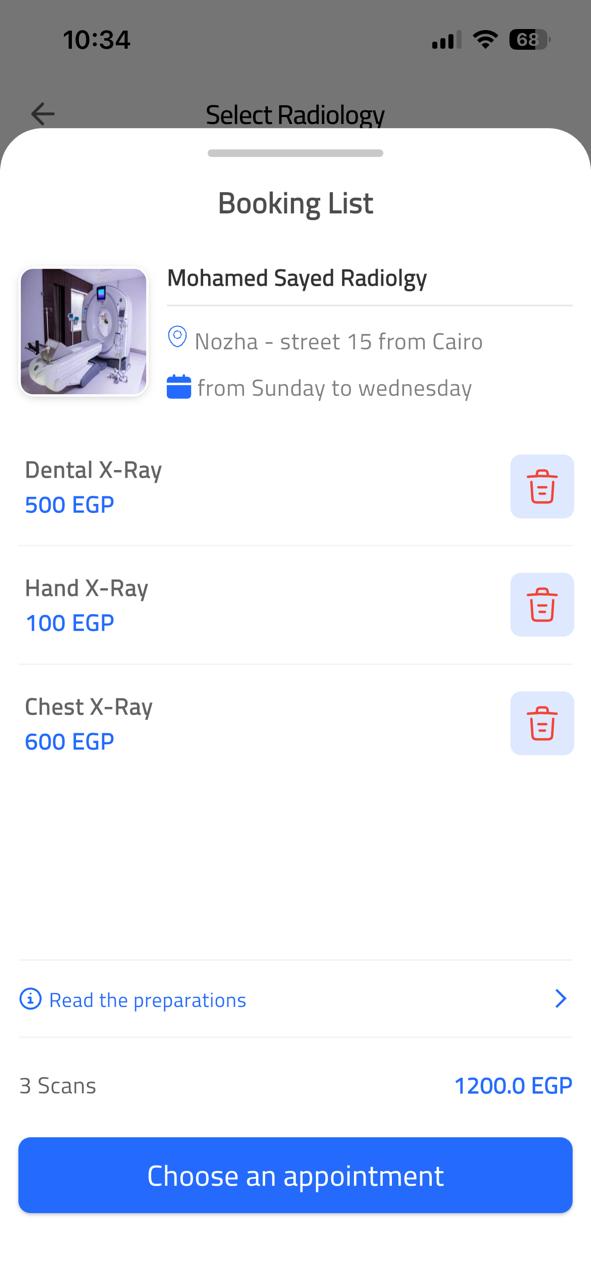 10:34
68
Select Radiology
Booking List
Mohamed Sayed Radiolgy
Nozha - street 15 from Cairo
from Sunday to wednesday
Dental X-Ray
500 EGP
Hand X-Ray
100 EGP
Chest X-Ray
600 EGP
Read the preparations
3 Scans
1200.0 EGP
Choose an appointment